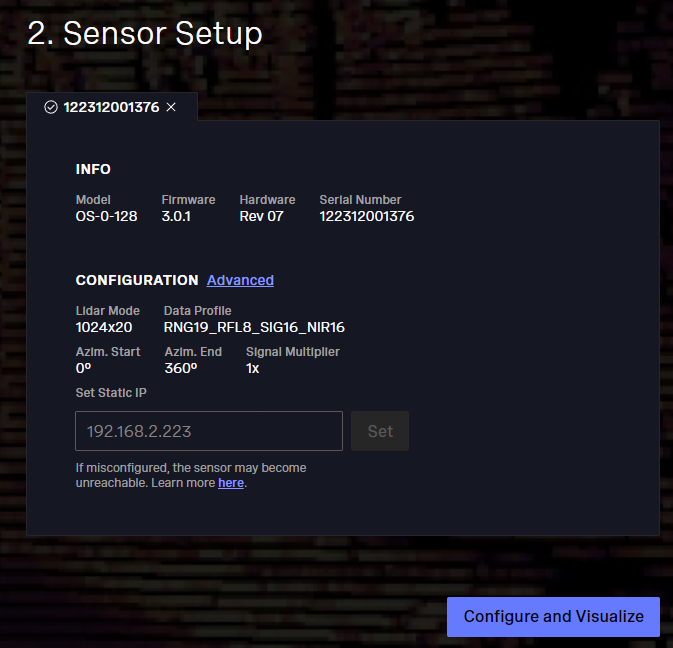 2. Sensor Setup
122312001376
INFO
Model Firmware Hardware Serial Number
OS-0-128 3.0.1 Rev 07 122312001376
CONFIGURATION Advanced
Lidar Mode Data Profile
1024x20 RNG19_RFL8_SIG16_NIR16
Azim. Start Azim. End Signal Multiplier
0º 360º 1x
Set Static IP
192.168.2.223 Set
If misconfigured, the sensor may become
unreachable. Learn more here.
Configure and Visualize